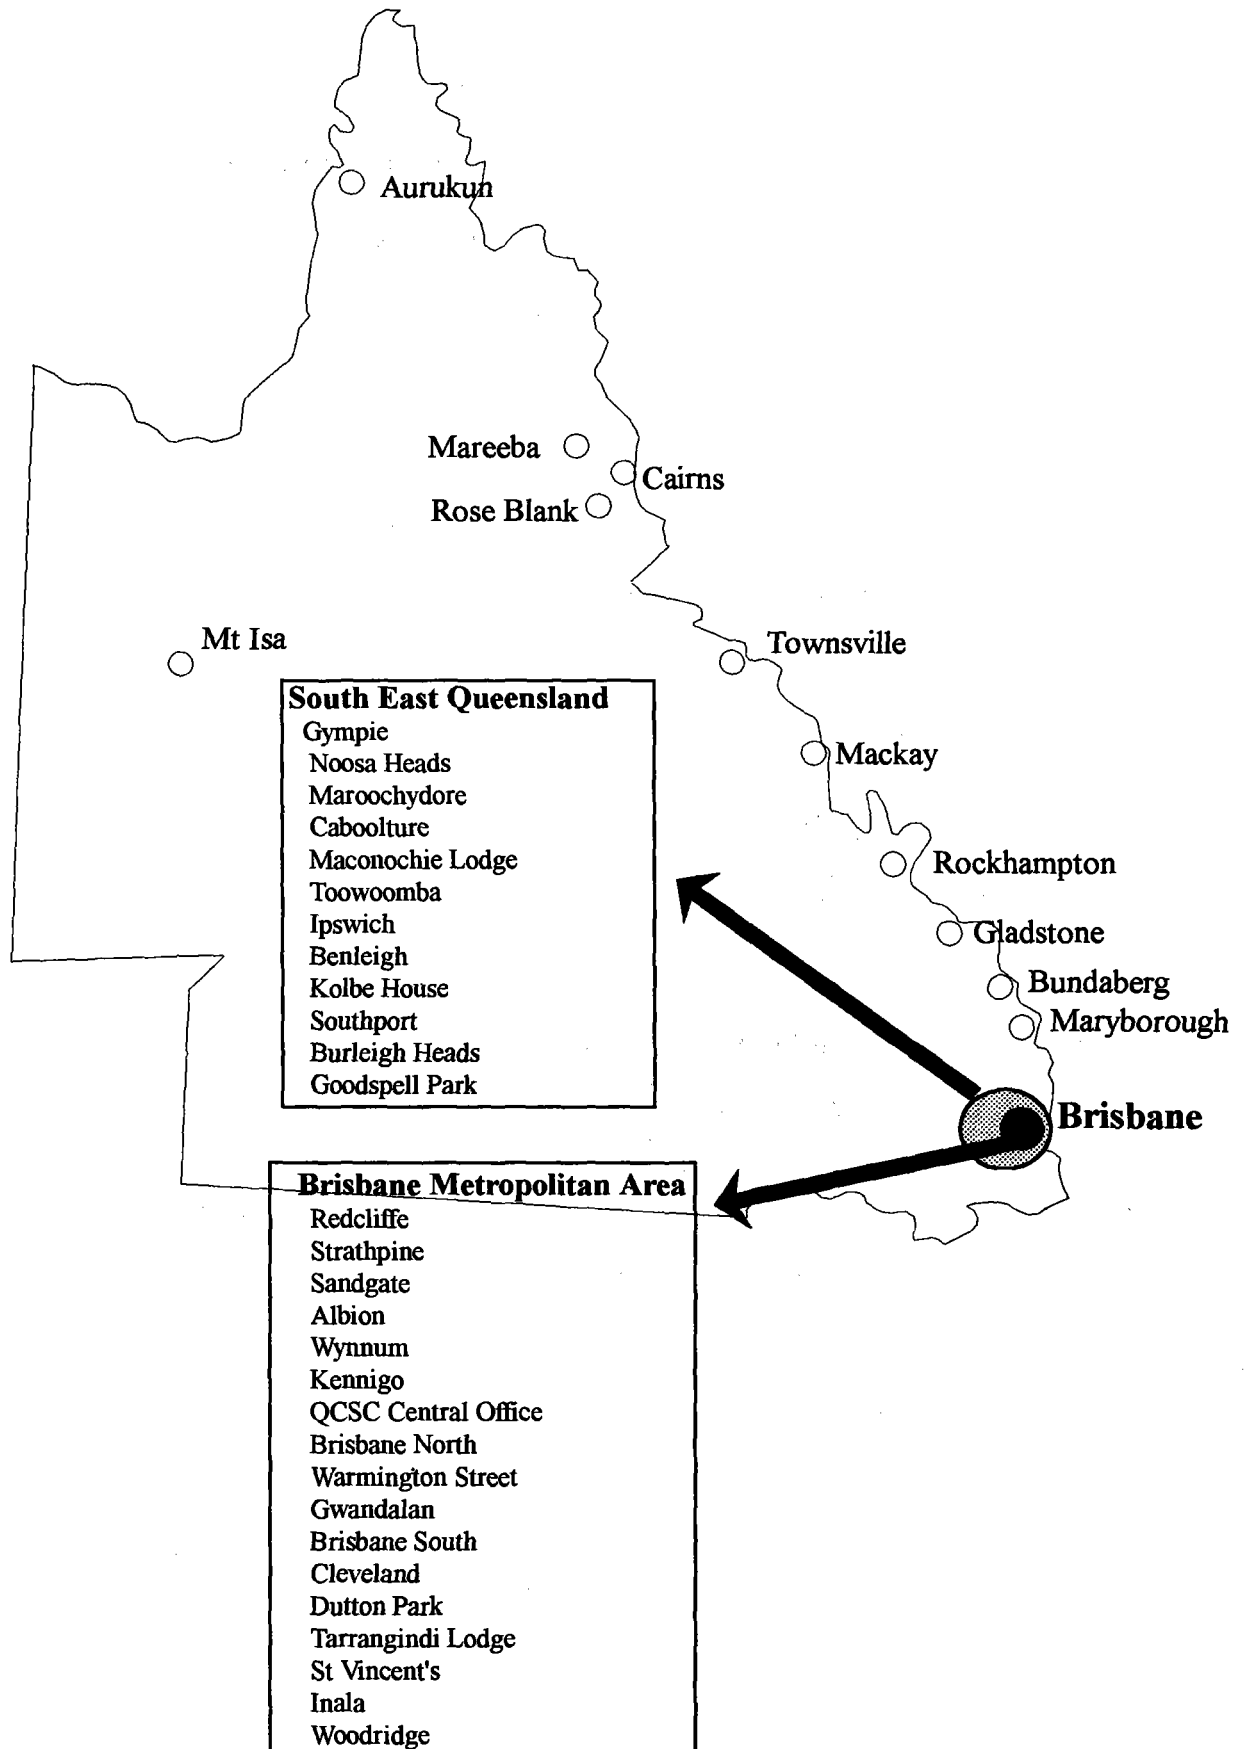 Aurukun
Mareeba
Cairns
Rose Blank
Mt Isa
Townsville
South East Queensland
Gympie
Noosa Heads
Maroochydore
Caboolture
Maconochie Lodge
Toowoomba
Ipswich
Benleigh
Kolbe House
Southport
Burleigh Heads
Goodspell Park
Mackay
Rockhampton
Gladstone
Bundaberg
Maryborough
Brisbane
Brisbane Metropolitan Area
Redcliffe
Strathpine
Sandgate
Albion
Wynnum
Kennigo
QCSC Central Office
Brisbane North
Warmington Street
Gwandalan
Brisbane South
Cleveland
Dutton Park
Tarrangindi Lodge
St Vincent's
Inala
Woodridge